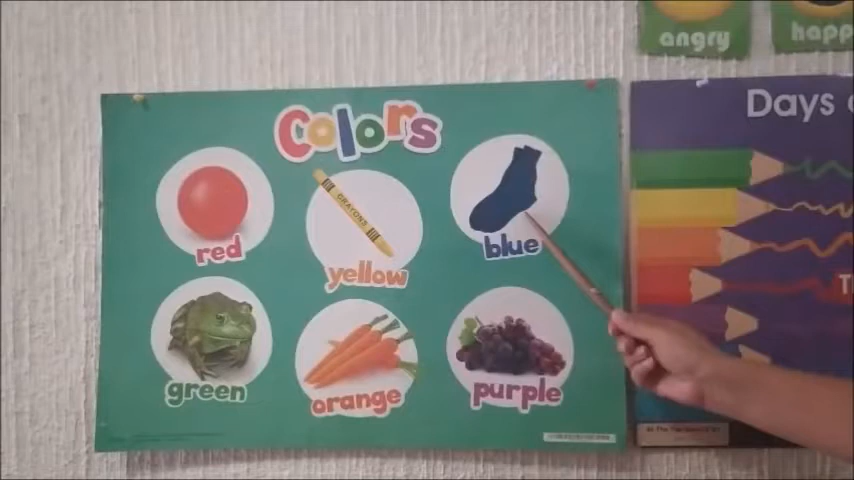 angry
happ
Colors
Days
CRAYONS
red
yellow
blue
green
orange
purple
T